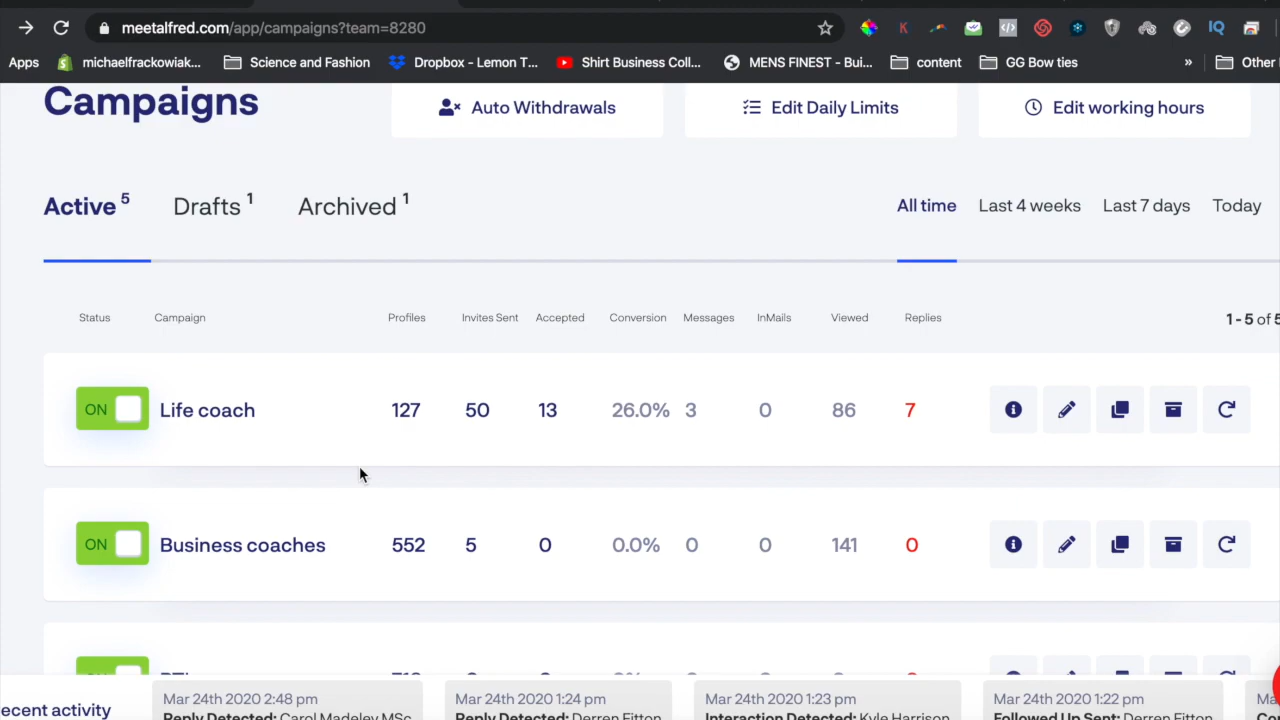 meetalfred.com/app/campaigns?team=8280
Apps michaelfrackowiak... Science and Fashion Dropbox - Lemon T... Shirt Business Coll... MENS FINEST - Bui... content GG Bow ties » Other
Campaigns Auto Withdrawals Edit Daily Limits Edit working hours
Active 5 Drafts 1 Archived 1 All time Last 4 weeks Last 7 days Today
Status Campaign Profiles Invites Sent Accepted Conversion Messages InMails Viewed Replies 1 - 5 of 5
ON Life coach 127 50 13 26.0% 3 0 86 7
ON Business coaches 552 5 0 0.0% 0 0 141 0
Mar 24th 2020 2:48 pm Mar 24th 2020 1:24 pm Mar 24th 2020 1:23 pm Mar 24th 2020 1:22 pm Ma
ecent activity Reply Detected: Carol Madeley MSc Reply Detected: Derren Fitton Interaction Detected: Kyle Harrison Followed Up Sent: Derren Fitton